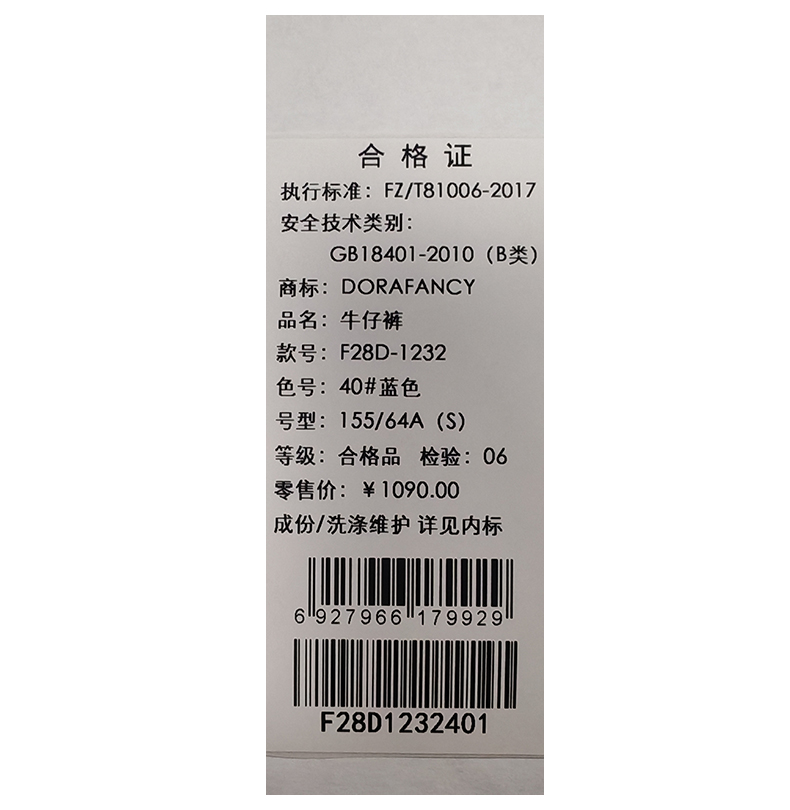 合格证
执行标准：FZ/T81006-2017
安全技术类别：
GB18401-2010（B类）
商标：DORAFANCY
品名：牛仔裤
款号：F28D-1232
色号：40#蓝色
号型：155/64A（S）
等级：合格品 检验：06
零售价：￥1090.00
成份/洗涤维护 详见内标
6 927966 179929
F28D1232401